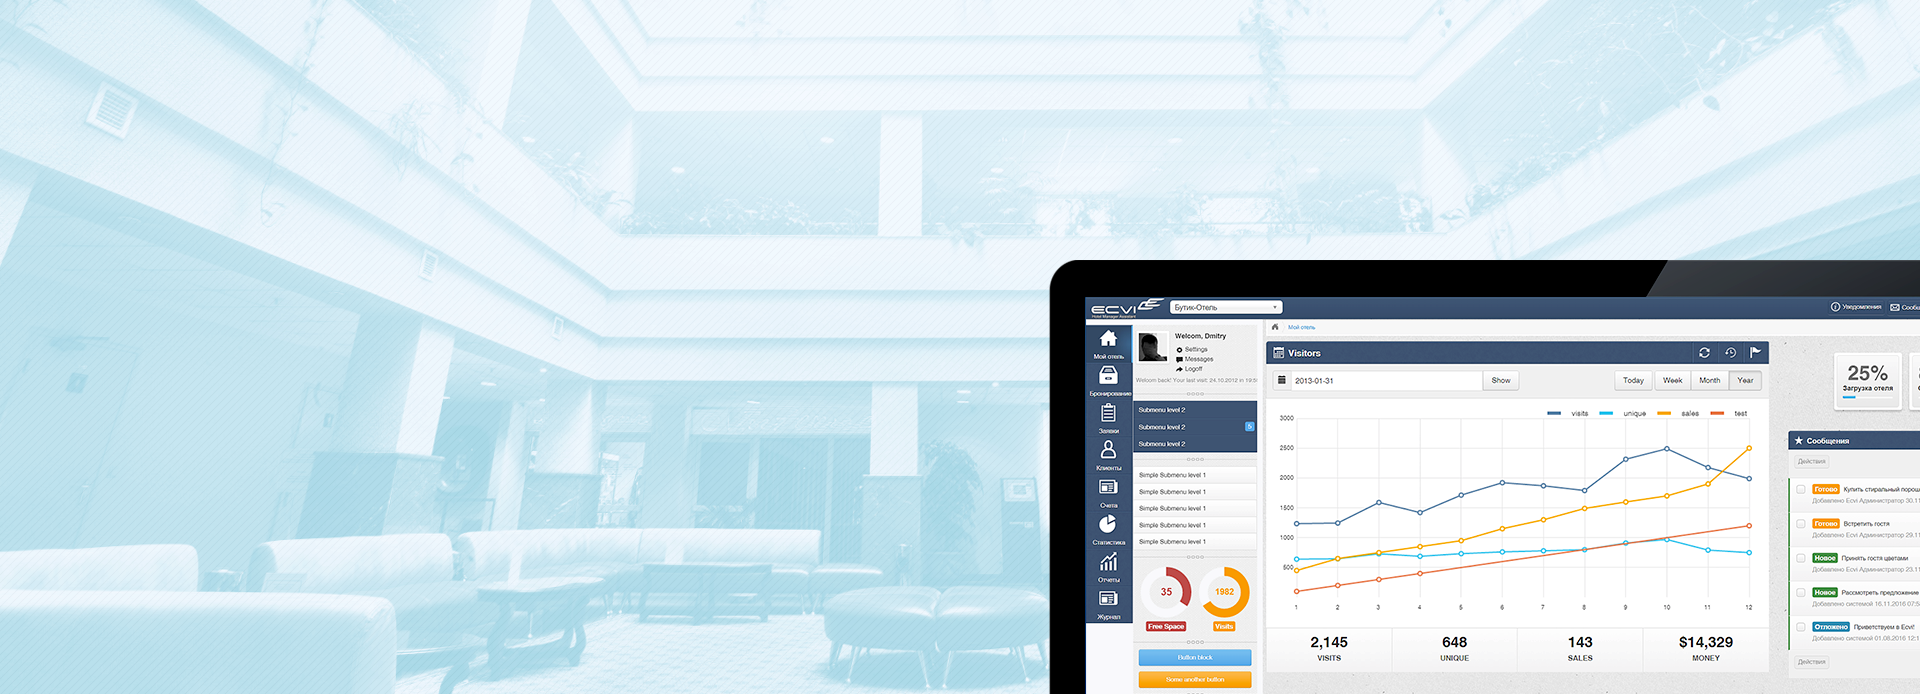 ECVI
Hotel Manager Assistant
Бутик-Отель
Уведомления
Мой отель
Бронирование
Заявки
Клиенты
Счета
Статистика
Отчеты
Журнал
Welcom, Dmitry
Settings
Messages
Logoff
Welcom back! Your last visit: 24.10.2012 in 19:5
Submenu level 2
Submenu level 2
5
Submenu level 2
Simple Submenu level 1
Simple Submenu level 1
Simple Submenu level 1
Simple Submenu level 1
Simple Submenu level 1
35
Free Space
1982
Visits
Button block
Some another button
Мой отель
Visitors
2013-01-31
Show
Today
Week
Month
Year
visits
unique
sales
test
3000
2500
2000
1500
1000
500
1 2 3 4 5 6 7 8 9 10 11 12
2,145
VISITS
648
UNIQUE
143
SALES
$14,329
MONEY
25%
Загрузка отеля
Сообщения
Действия
Готово Купить стиральный порош
Добавлено Ecvi Администратор 30.11
Готово Встретить гостя
Добавлено Ecvi Администратор 29.11
Новое Принять гостя цветами
Добавлено Ecvi Администратор 23.11
Новое Рассмотреть предложение
Добавлено системой 16.11.2016 07:5
Отложено Приветствуем в Ecvi!
Добавлено системой 01.08.2016 12:1
Действия